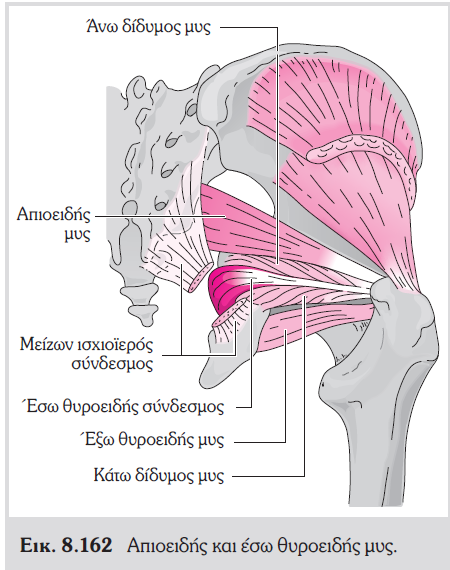 Άνω δίδυμος μυς
Απιοειδής
μυς
Μείζων ισχιοϊερός
σύνδεσμος
Έσω θυροειδής σύνδεσμος
Έξω θυροειδής μυς
Κάτω δίδυμος μυς
Εικ. 8.162 Απιοειδής και έσω θυροειδής μυς.